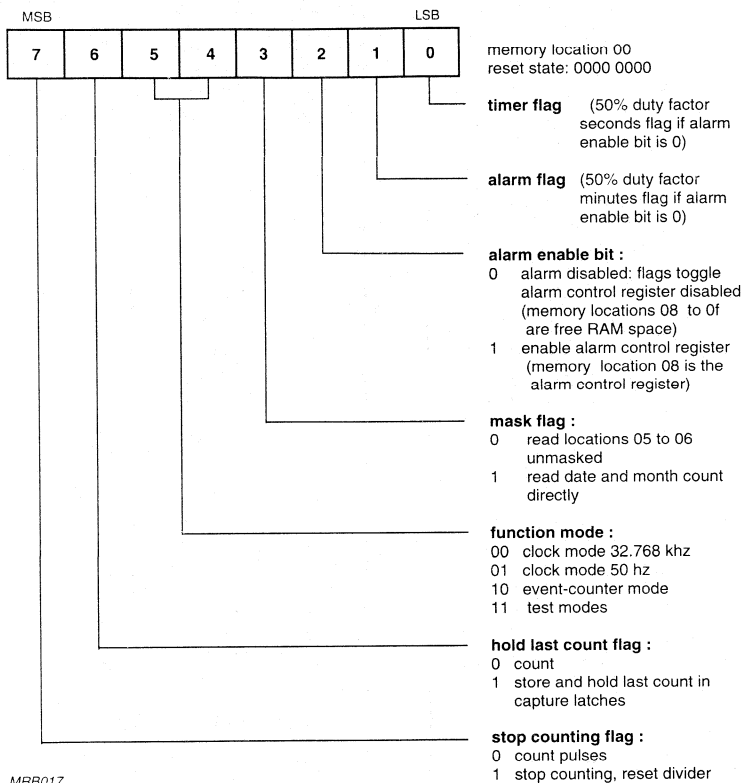 MSB LSB
7 6 5 4 3 2 1 0
memory location 00
reset state: 0000 0000
timer flag (50% duty factor
seconds flag if alarm
enable bit is 0)
alarm flag (50% duty factor
minutes flag if alarm
enable bit is 0)
alarm enable bit :
0 alarm disabled: flags toggle
alarm control register disabled
(memory locations 08 to 0f
are free RAM space)
1 enable alarm control register
(memory location 08 is the
alarm control register)
mask flag :
0 read locations 05 to 06
unmasked
1 read date and month count
directly
function mode :
00 clock mode 32.768 khz
01 clock mode 50 hz
10 event-counter mode
11 test modes
hold last count flag :
0 count
1 store and hold last count in
capture latches
stop counting flag :
0 count pulses
1 stop counting, reset divider
MRB017